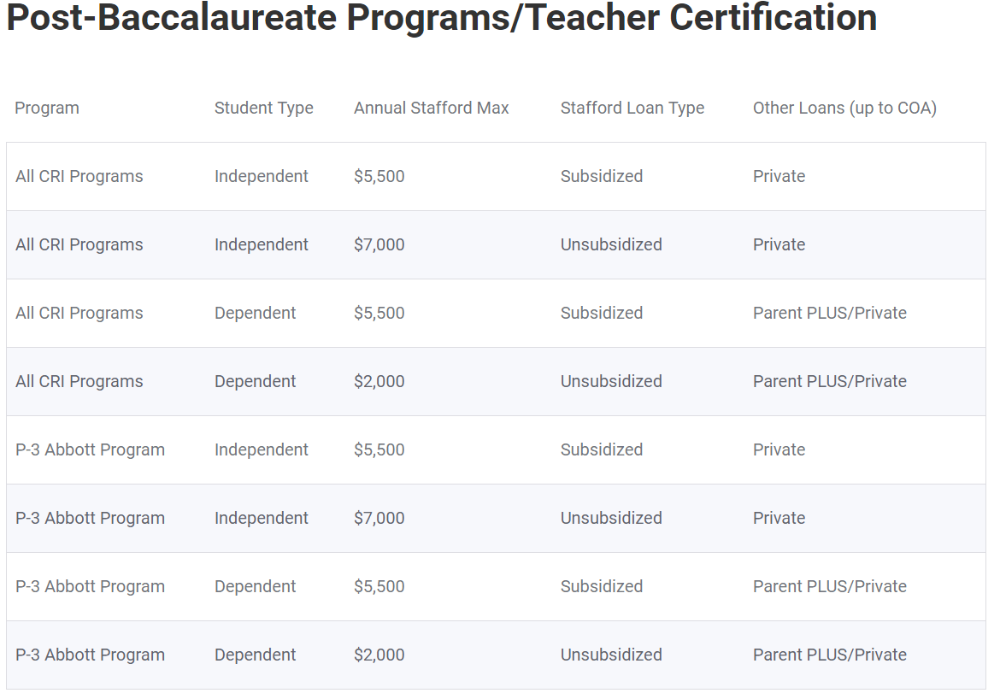 Post-Baccalaureate Programs/Teacher Certification
Program Student Type Annual Stafford Max Stafford Loan Type Other Loans (up to COA)
All CRI Programs Independent $5,500 Subsidized Private
All CRI Programs Independent $7,000 Unsubsidized Private
All CRI Programs Dependent $5,500 Subsidized Parent PLUS/Private
All CRI Programs Dependent $2,000 Unsubsidized Parent PLUS/Private
P-3 Abbott Program Independent $5,500 Subsidized Private
P-3 Abbott Program Independent $7,000 Unsubsidized Private
P-3 Abbott Program Dependent $5,500 Subsidized Parent PLUS/Private
P-3 Abbott Program Dependent $2,000 Unsubsidized Parent PLUS/Private